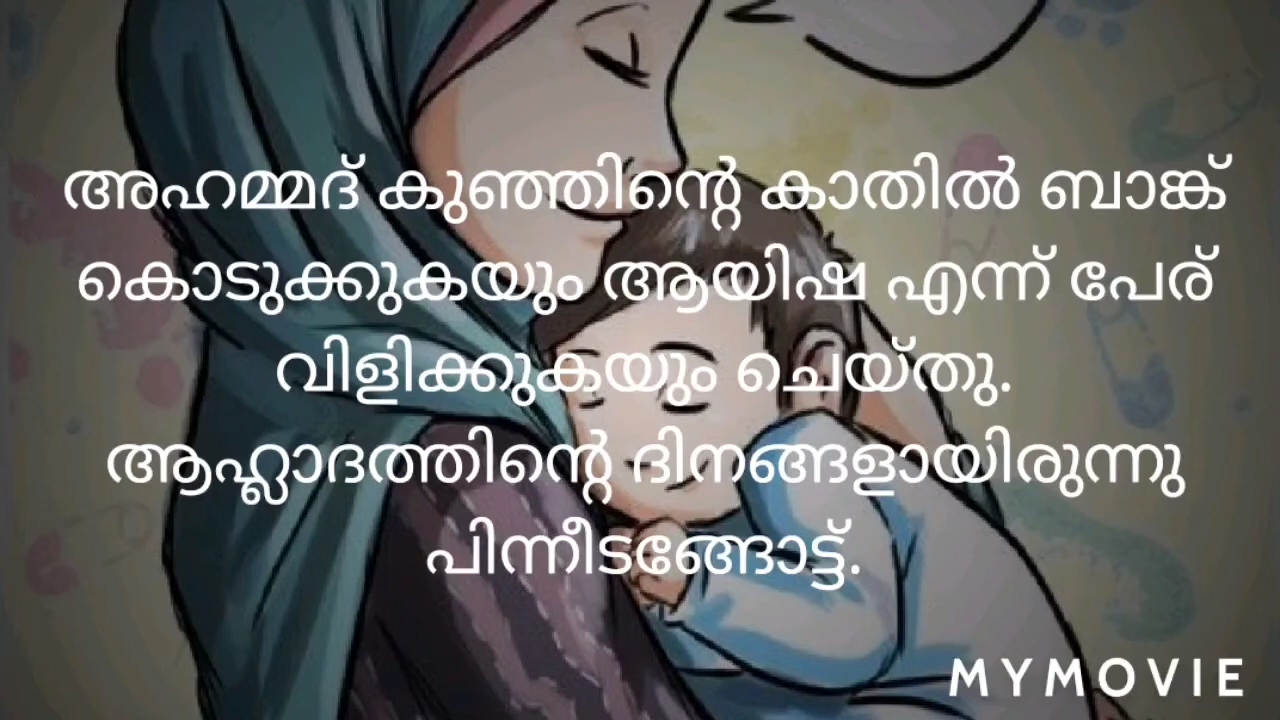 അഹമ്മദ് കുഞ്ഞിന്റെ കാതിൽ ബാങ്ക്
കൊടുക്കുകയും ആയിഷ എന്ന് പേര്
വിളിക്കുകയും ചെയ്തു.
ആഹ്ലാദത്തിന്റെ ദിനങ്ങളായിരുന്നു
പിന്നീടങ്ങോട്ട്.
MYMOVIE